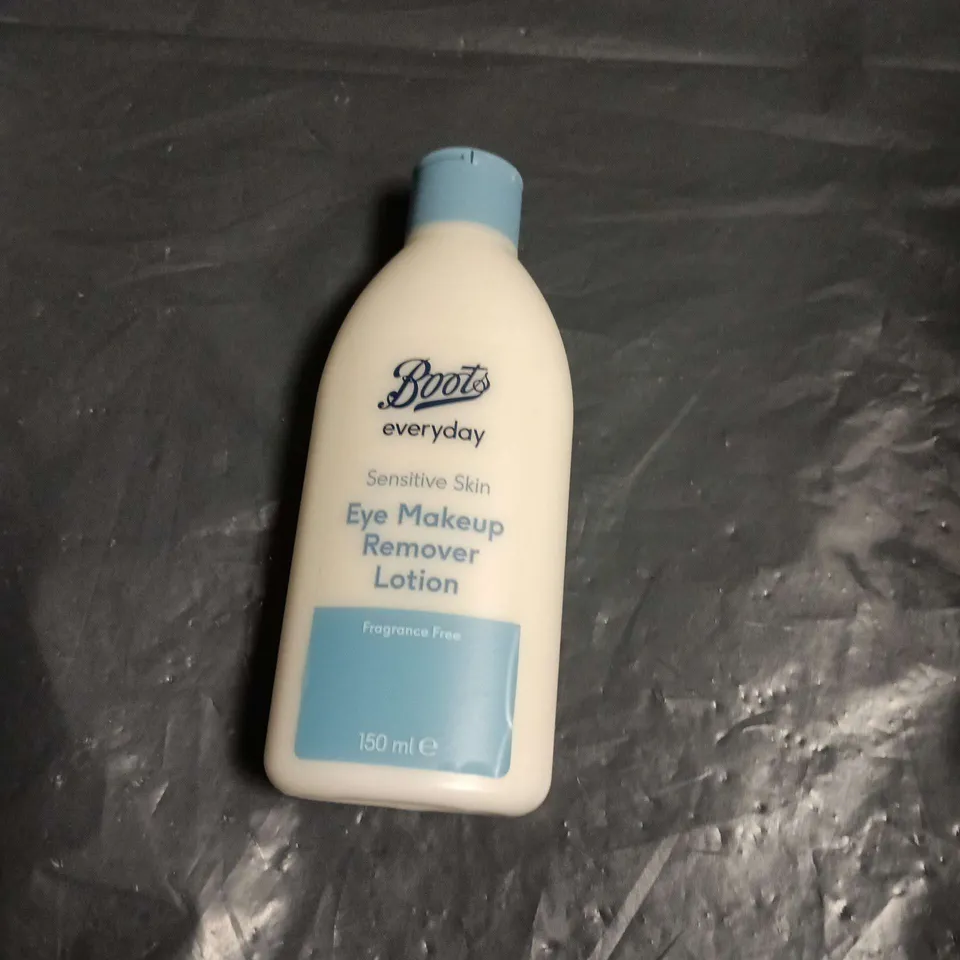 Boots
everyday
Sensitive Skin
Eye Makeup
Remover
Lotion
Fragrance Free
150 ml ℮